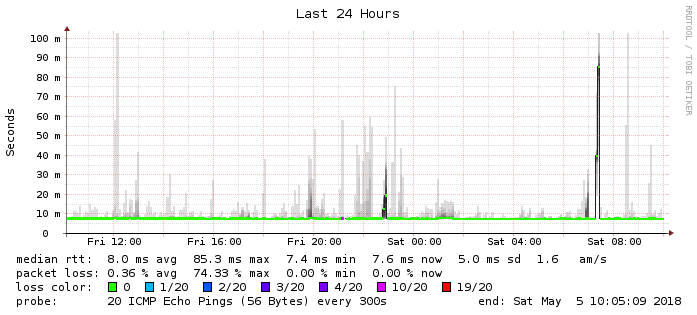 Last 24 Hours
RRDTOOL / TOBI OETIKER
Seconds
100 m
90 m
80 m
70 m
60 m
50 m
40 m
30 m
20 m
10 m
0
Fri 12:00 Fri 16:00 Fri 20:00 Sat 00:00 Sat 04:00 Sat 08:00
median rtt: 8.0 ms avg 85.3 ms max 7.4 ms min 7.6 ms now 5.0 ms sd 1.6 am/s
packet loss: 0.36 % avg 74.33 % max 0.00 % min 0.00 % now
loss color: 0 1/20 2/20 3/20 4/20 10/20 19/20
probe: 20 ICMP Echo Pings (56 Bytes) every 300s end: Sat May 5 10:05:09 2018